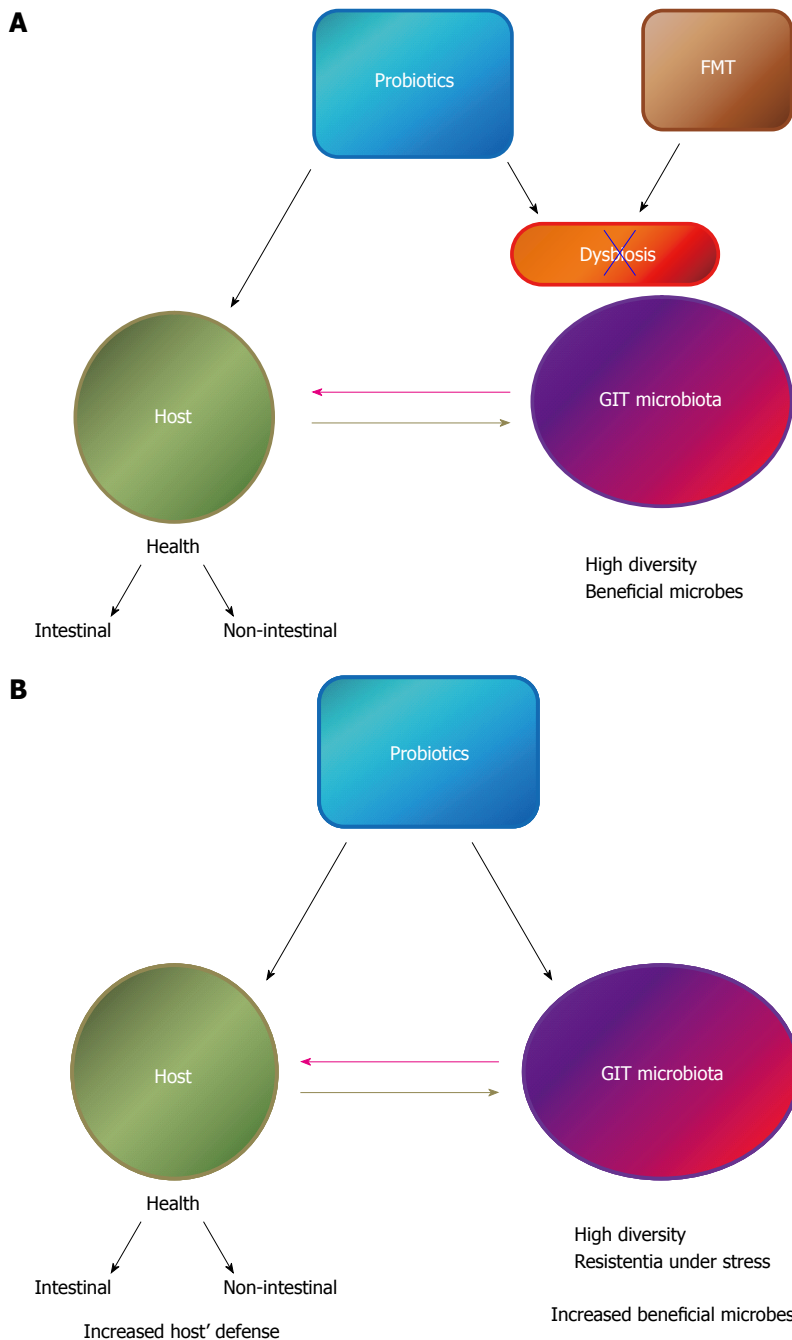 A
Probiotics
FMT
Dysbiosis
Host
GIT microbiota
Health
High diversity
Beneficial microbes
Intestinal
Non-intestinal
B
Probiotics
Host
GIT microbiota
Health
High diversity
Resistentia under stress
Intestinal
Non-intestinal
Increased beneficial microbes
Increased host' defense